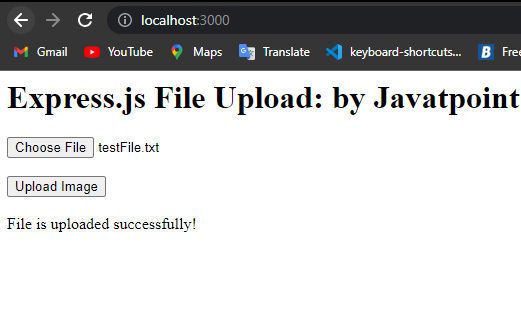 localhost:3000
Gmail YouTube Maps Translate keyboard-shortcuts... B Free
Express.js File Upload: by Javatpoint
Choose File testFile.txt
Upload Image
File is uploaded successfully!